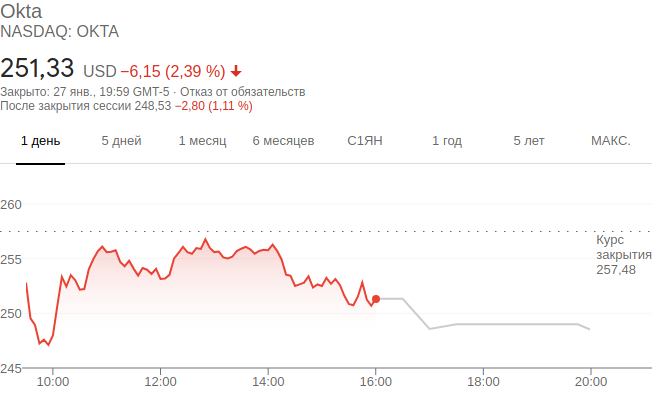 Okta
NASDAQ: OKTA
251,33 USD −6,15 (2,39 %)
Закрыто: 27 янв., 19:59 GMT-5 · Отказ от обязательств
После закрытия сессии 248,53 −2,80 (1,11 %)
1 день 5 дней 1 месяц 6 месяцев С1ЯН 1 год 5 лет МАКС.
260
Курс
закрытия
257,48
255
250
245
10:00 12:00 14:00 16:00 18:00 20:00